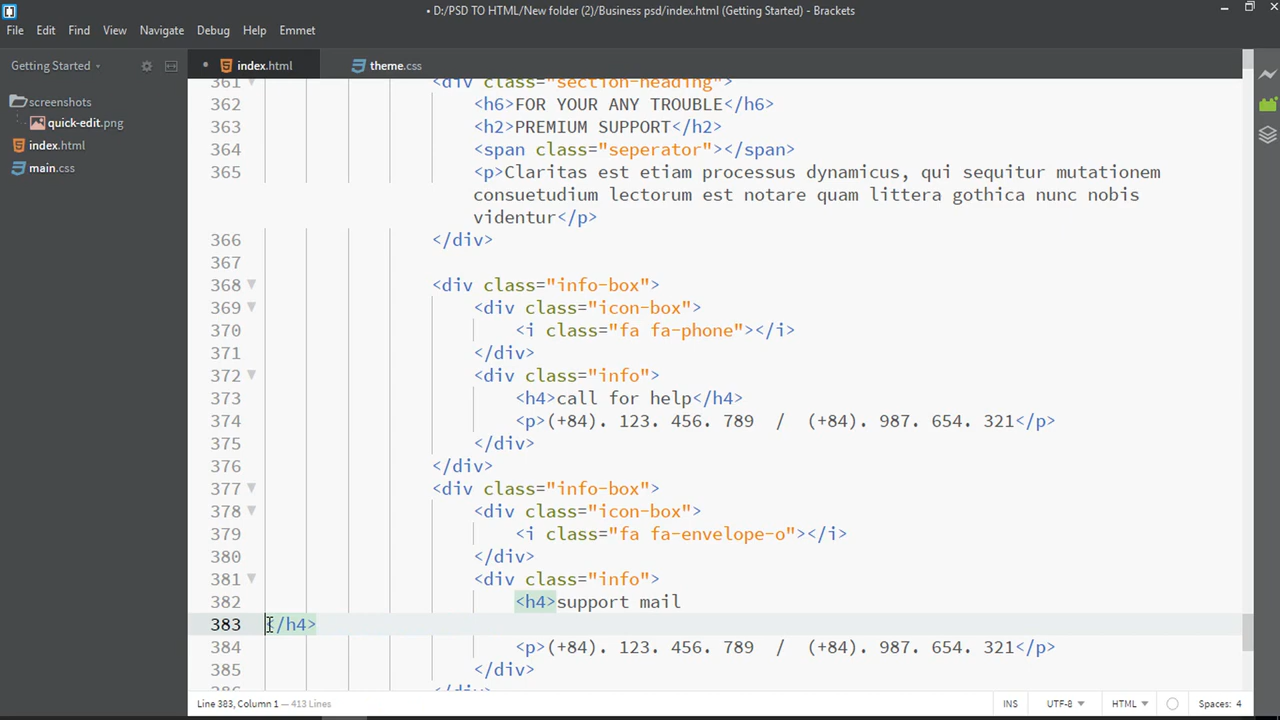 • D:/PSD TO HTML/New folder (2)/Business psd/index.html (Getting Started) - Brackets
File Edit Find View Navigate Debug Help Emmet
Getting Started
• index.html theme.css
screenshots
quick-edit.png
index.html
main.css
361 <div class="section-heading">
362 <h6>FOR YOUR ANY TROUBLE</h6>
363 <h2>PREMIUM SUPPORT</h2>
364 <span class="seperator"></span>
365 <p>Claritas est etiam processus dynamicus, qui sequitur mutationem
consuetudium lectorum est notare quam littera gothica nunc nobis
videntur</p>
366 </div>
367
368 <div class="info-box">
369 <div class="icon-box">
370 <i class="fa fa-phone"></i>
371 </div>
372 <div class="info">
373 <h4>call for help</h4>
374 <p>(+84). 123. 456. 789 / (+84). 987. 654. 321</p>
375 </div>
376 </div>
377 <div class="info-box">
378 <div class="icon-box">
379 <i class="fa fa-envelope-o"></i>
380 </div>
381 <div class="info">
382 <h4>support mail
383 </h4>
384 <p>(+84). 123. 456. 789 / (+84). 987. 654. 321</p>
385 </div>
386 </div>
Line 383, Column 1 — 413 Lines
INS UTF-8 HTML Spaces: 4